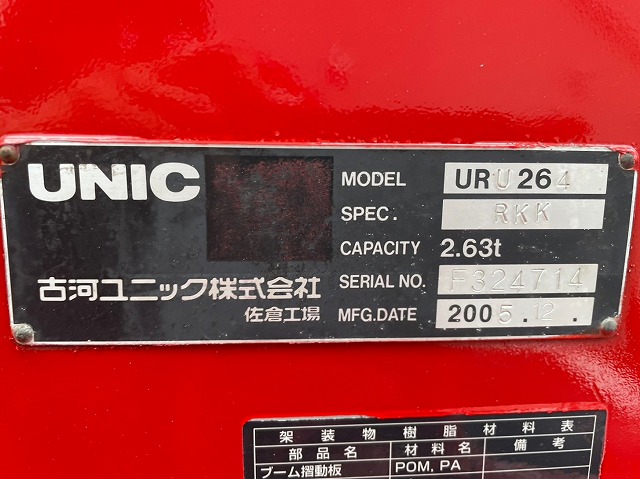 UNIC
MODEL URU264
SPEC. RKK
CAPACITY 2.63t
古河ユニック株式会社
佐倉工場
SERIAL NO. F324714
MFG.DATE 2005.12.
架装物樹脂材料表
部品名 材料名 備考
ブーム摺動板 POM, PA